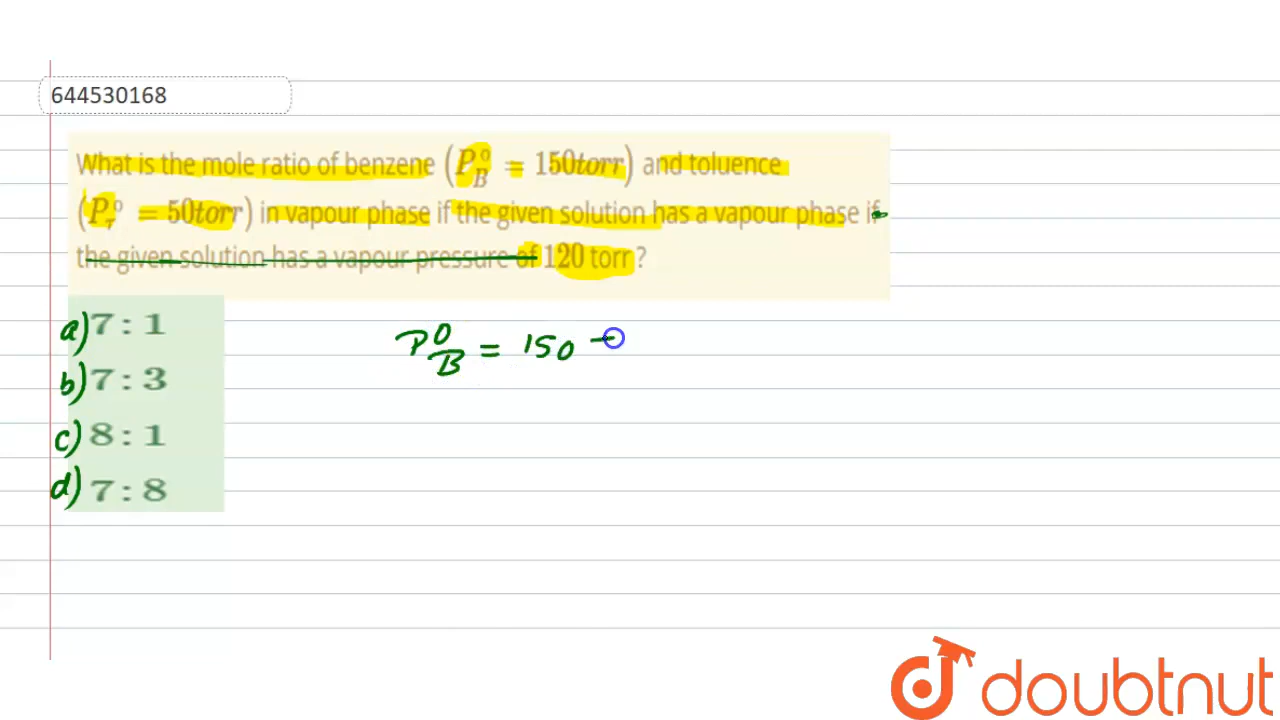 644530168
What is the mole ratio of benzene (P°_B = 150torr) and toluence
(P_τ° = 50torr) in vapour phase if the given solution has a vapour phase if
the given solution has a vapour pressure of 120 torr?
a) 7 : 1
b) 7 : 3
c) 8 : 1
d) 7 : 8
P°_B = 150
doubtnut